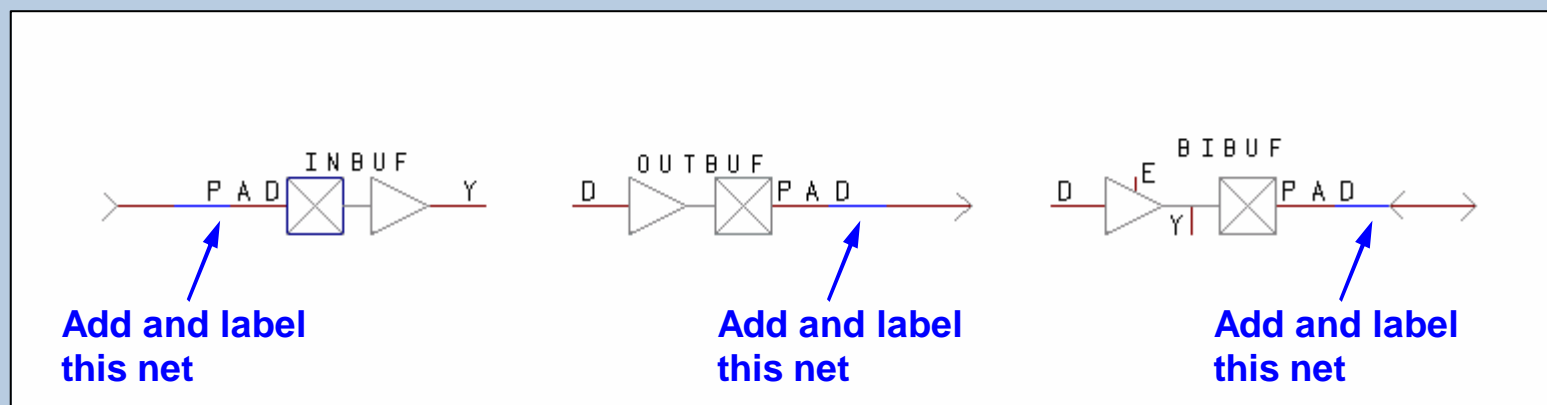 INBUF
PAD
Y
Add and label
this net
OUTBUF
D
PAD
Add and label
this net
BIBUF
D
E
Y
PAD
Add and label
this net